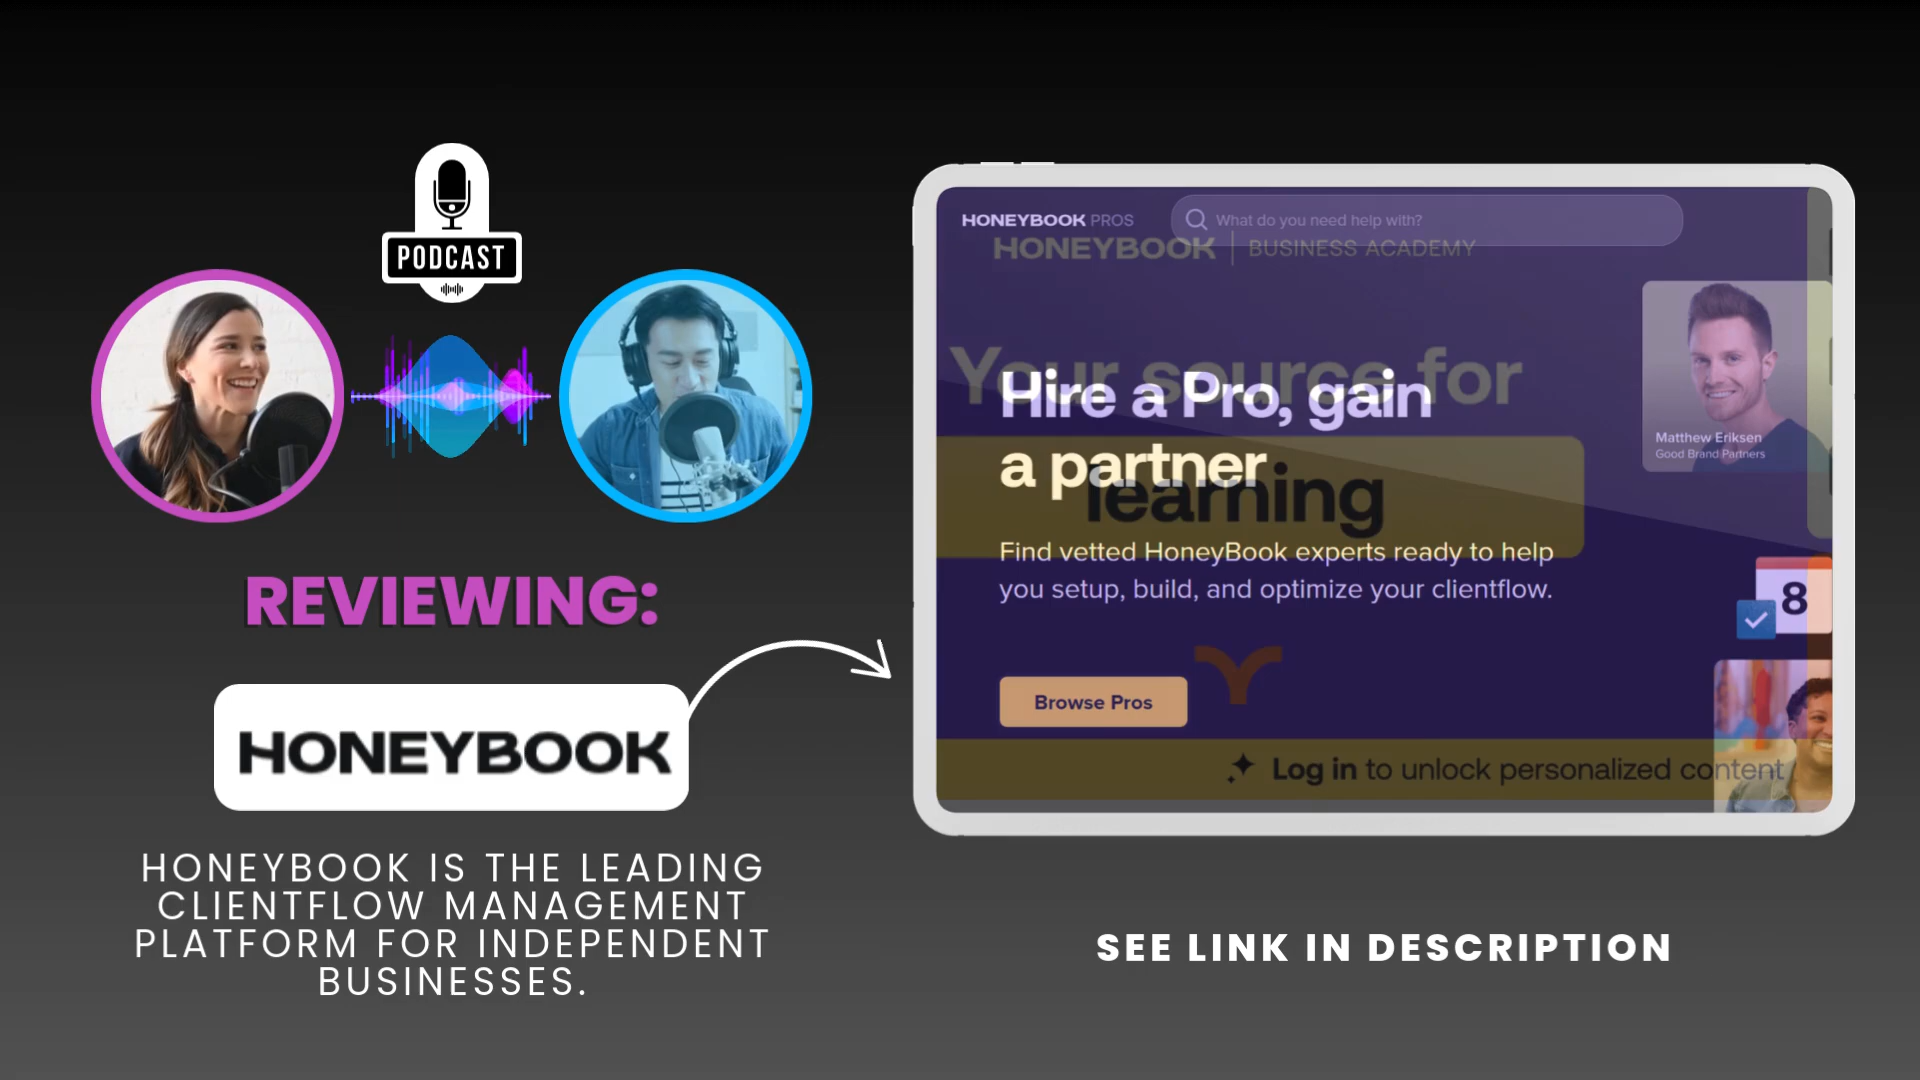 PODCAST
REVIEWING:
HONEYBOOK
HONEYBOOK IS THE LEADING
CLIENTFLOW MANAGEMENT
PLATFORM FOR INDEPENDENT
BUSINESSES.
HONEYBOOK PROS
What do you need help with?
HONEYBOOK | BUSINESS ACADEMY
Your source for
Hire a Pro, gain
a partner
learning
Find vetted HoneyBook experts ready to help
you setup, build, and optimize your clientflow.
Matthew Eriksen
Good Brand Partners
8
Browse Pros
Log in to unlock personalized content
SEE LINK IN DESCRIPTION